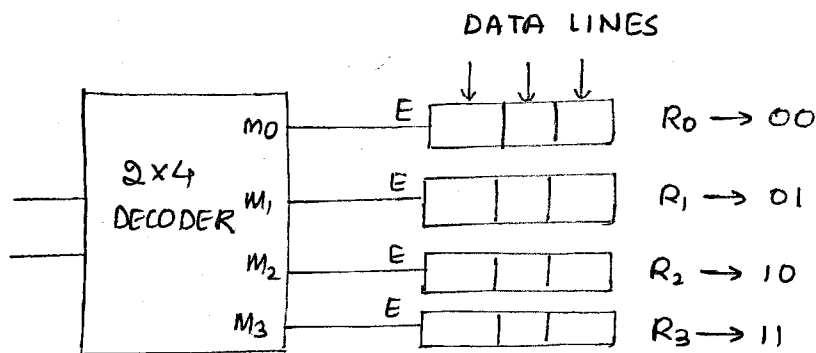 DATA LINES
m0 E R0 → 00
2x4
DECODER
M1 E R1 → 01
M2 E R2 → 10
M3 E R3 → 11